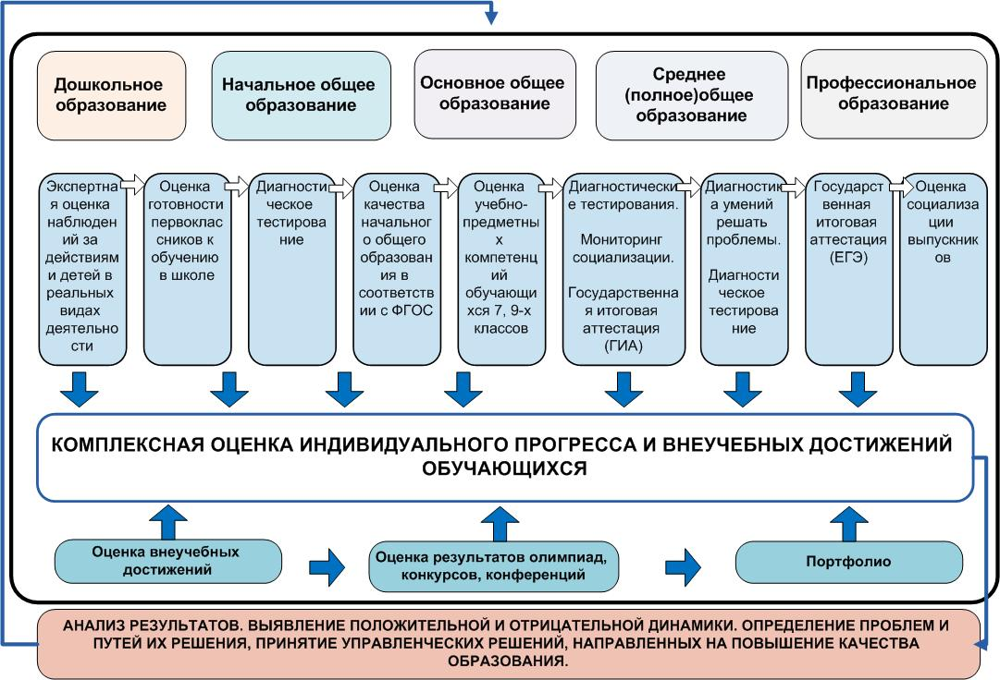 Дошкольное
образование
Начальное общее
образование
Основное общее
образование
Среднее
(полное)общее
образование
Профессиональное
образование
Экспертна
я оценка
наблюден
ий за
действиям
и детей в
реальных
видах
деятельно
сти
Оценка
готовности
первоклас
сников к
обучению
в школе
Диагности
ческое
тестирова
ние
Оценка
качества
начальног
о общего
образован
ия в
соответств
ии с ФГОС
Оценка
учебно-
предметны
х
компетенц
ий
обучающи
хся 7, 9-х
классов
Диагностически
е тестирования.
Мониторинг
социализации.
Государственна
я итоговая
аттестация
(ГИА)
Диагностик
а умений
решать
проблемы.
Диагности
ческое
тестирова
ние
Государст
венная
итоговая
аттестация
(ЕГЭ)
Оценка
социализа
ции
выпускник
ов
КОМПЛЕКСНАЯ ОЦЕНКА ИНДИВИДУАЛЬНОГО ПРОГРЕССА И ВНЕУЧЕБНЫХ ДОСТИЖЕНИЙ
ОБУЧАЮЩИХСЯ
Оценка внеучебных
достижений
Оценка результатов олимпиад,
конкурсов, конференций
Портфолио
АНАЛИЗ РЕЗУЛЬТАТОВ. ВЫЯВЛЕНИЕ ПОЛОЖИТЕЛЬНОЙ И ОТРИЦАТЕЛЬНОЙ ДИНАМИКИ. ОПРЕДЕЛЕНИЕ ПРОБЛЕМ И
ПУТЕЙ ИХ РЕШЕНИЯ, ПРИНЯТИЕ УПРАВЛЕНЧЕСКИХ РЕШЕНИЙ, НАПРАВЛЕННЫХ НА ПОВЫШЕНИЕ КАЧЕСТВА
ОБРАЗОВАНИЯ.